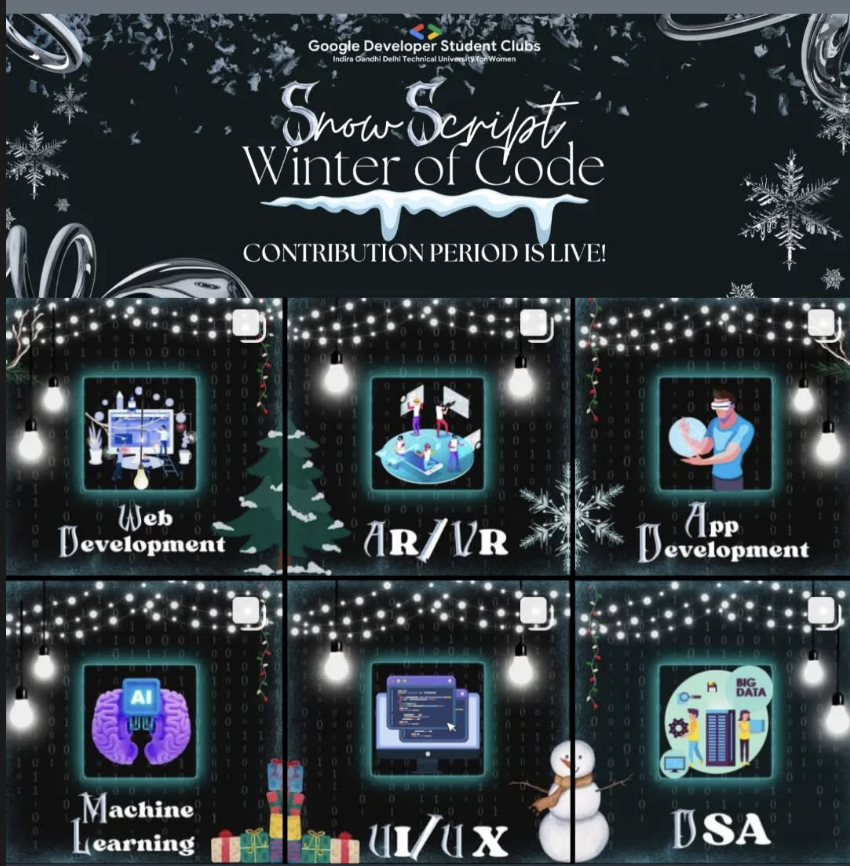 Google Developer Student Clubs
Indira Gandhi Delhi Technical University for Women
Snow Script
Winter of Code
CONTRIBUTION PERIOD IS LIVE!
Web
Development
AR/VR
App
Development
AI
Machine
Learning
UI/UX
BIG
DATA
DSA